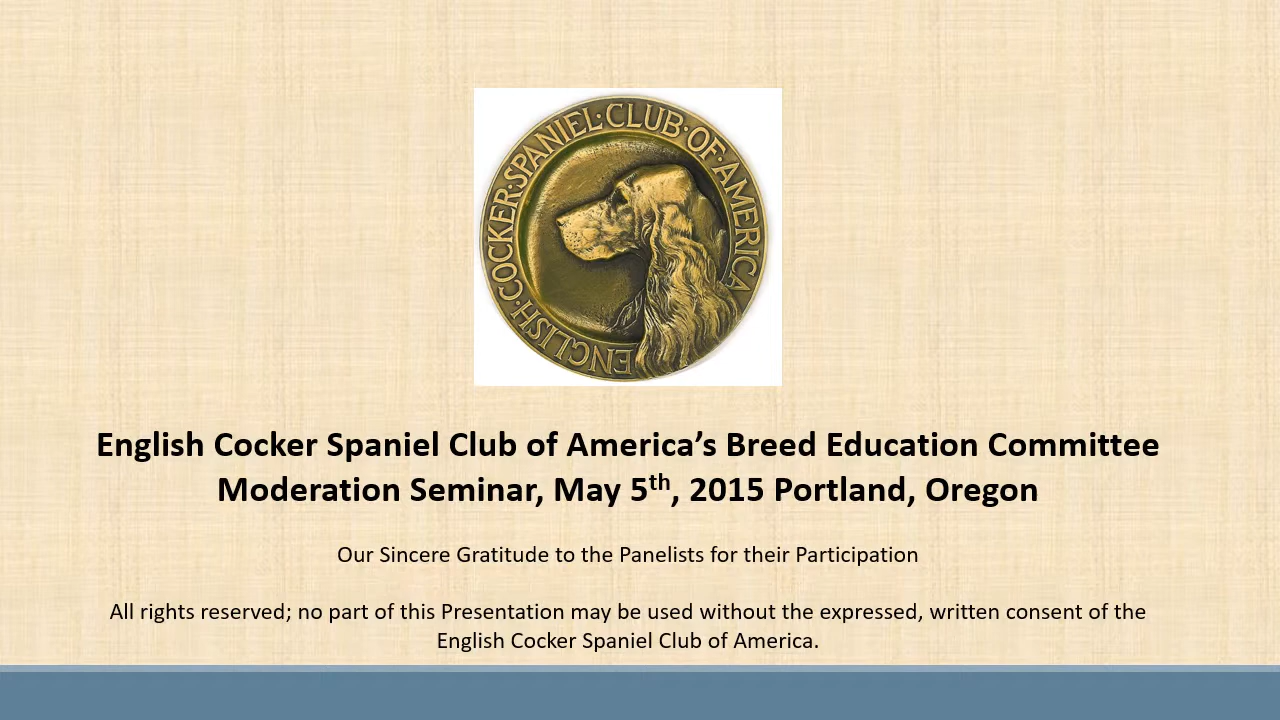 ENGLISH·COCKER·SPANIEL·CLUB·OF·AMERICA
English Cocker Spaniel Club of America’s Breed Education Committee
Moderation Seminar, May 5th, 2015 Portland, Oregon
Our Sincere Gratitude to the Panelists for their Participation
All rights reserved; no part of this Presentation may be used without the expressed, written consent of the
English Cocker Spaniel Club of America.